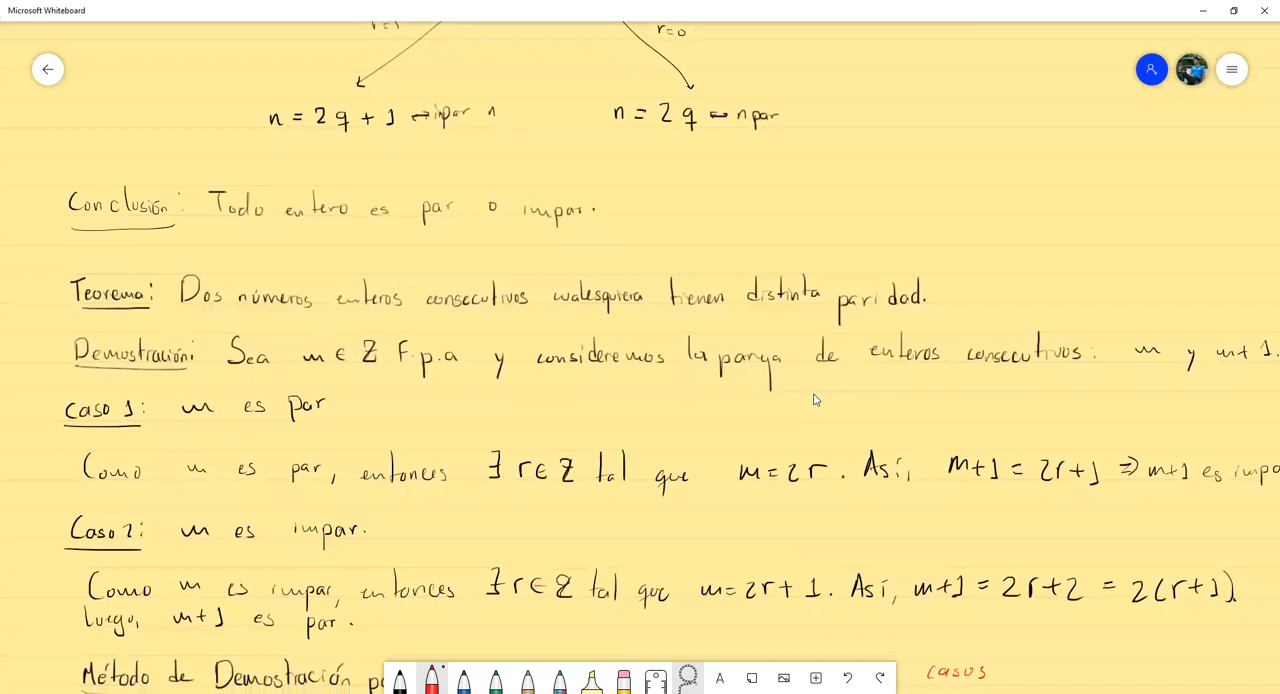 Microsoft Whiteboard
r=0
n = 2q + 1 ↔ impar n
n = 2q ↔ n par
Conclusión: Todo entero es par o impar.
Teorema: Dos números enteros consecutivos cualesquiera tienen distinta paridad.
Demostración: Sea m ∈ Z F.p.a y consideremos la pareja de enteros consecutivos: m y m+1.
Caso 1: m es par
Como m es par, entonces ∃ r ∈ Z tal que m = 2r. Así, m+1 = 2r+1 ⇒ m+1 es impa
Caso 2: m es impar.
Como m es impar, entonces ∃ r ∈ Z tal que m = 2r + 1. Así, m+1 = 2r+2 = 2(r+1).
luego, m+1 es par.
Método de Demostración po
casos